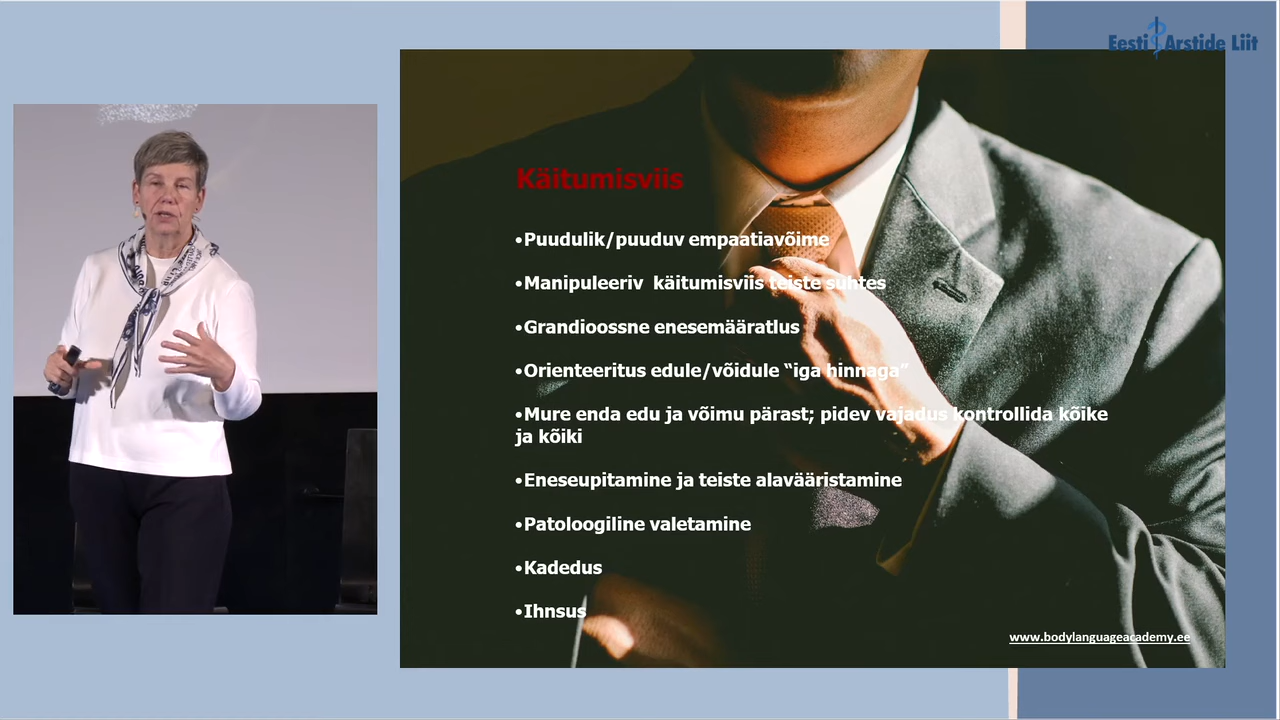 Eesti Arstide Liit
Käitumisviis
•Puudulik/puuduv empaatiavõime
•Manipuleeriv käitumisviis teiste suhtes
•Grandioossne enesemääratlus
•Orienteeritus edule/võidule “iga hinnaga”
•Mure enda edu ja võimu pärast; pidev vajadus kontrollida kõike
ja kõiki
•Eneseupitamine ja teiste alavääristamine
•Patoloogiline valetamine
•Kadedus
•Ihnsus
www.bodylanguageacademy.ee